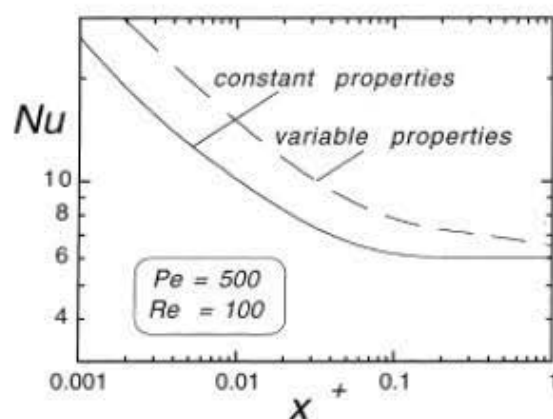 constant properties
Nu
variable properties
10
8
6
4
Pe = 500
Re = 100
0.001
0.01
0.1
1
x +